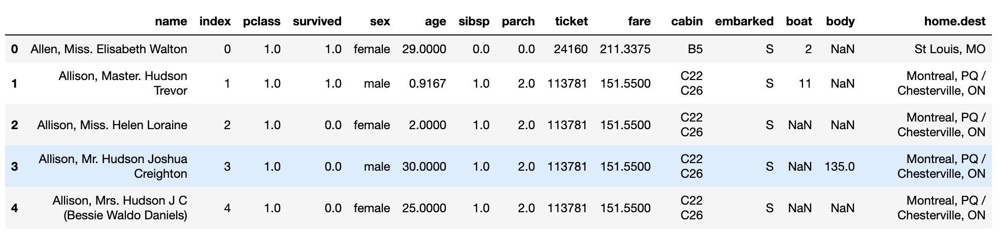 name index pclass survived sex age sibsp parch ticket fare cabin embarked boat body home.dest
0 Allen, Miss. Elisabeth Walton 0 1.0 1.0 female 29.0000 0.0 0.0 24160 211.3375 B5 S 2 NaN St Louis, MO
Allison, Master. Hudson C22 Montreal, PQ /
1 Trevor 1 1.0 1.0 male 0.9167 1.0 2.0 113781 151.5500 C26 S 11 NaN Chesterville, ON
C22 Montreal, PQ /
2 Allison, Miss. Helen Loraine 2 1.0 0.0 female 2.0000 1.0 2.0 113781 151.5500 C26 S NaN NaN Chesterville, ON
Allison, Mr. Hudson Joshua C22 Montreal, PQ /
3 Creighton 3 1.0 0.0 male 30.0000 1.0 2.0 113781 151.5500 C26 S NaN 135.0 Chesterville, ON
Allison, Mrs. Hudson J C C22 Montreal, PQ /
4 (Bessie Waldo Daniels) 4 1.0 0.0 female 25.0000 1.0 2.0 113781 151.5500 C26 S NaN NaN Chesterville, ON